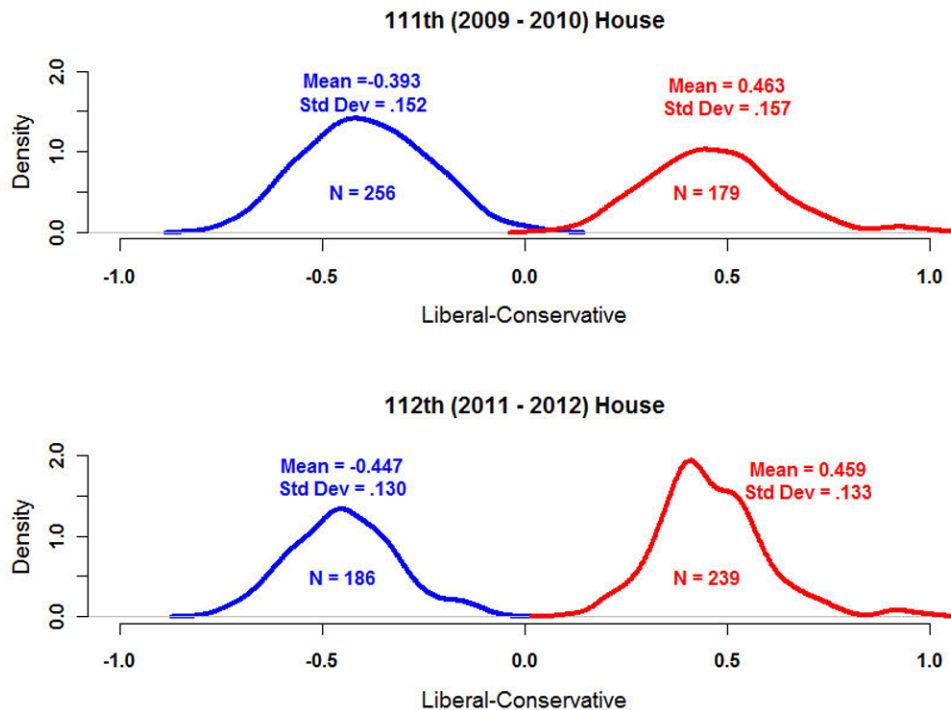 111th (2009 - 2010) House
Mean =-0.393
Std Dev = .152
Mean = 0.463
Std Dev = .157
N = 256
N = 179
Density
0.0
1.0
2.0
-1.0
-0.5
0.0
0.5
1.0
Liberal-Conservative
112th (2011 - 2012) House
Mean = -0.447
Std Dev = .130
Mean = 0.459
Std Dev = .133
N = 186
N = 239
Density
0.0
1.0
2.0
-1.0
-0.5
0.0
0.5
1.0
Liberal-Conservative